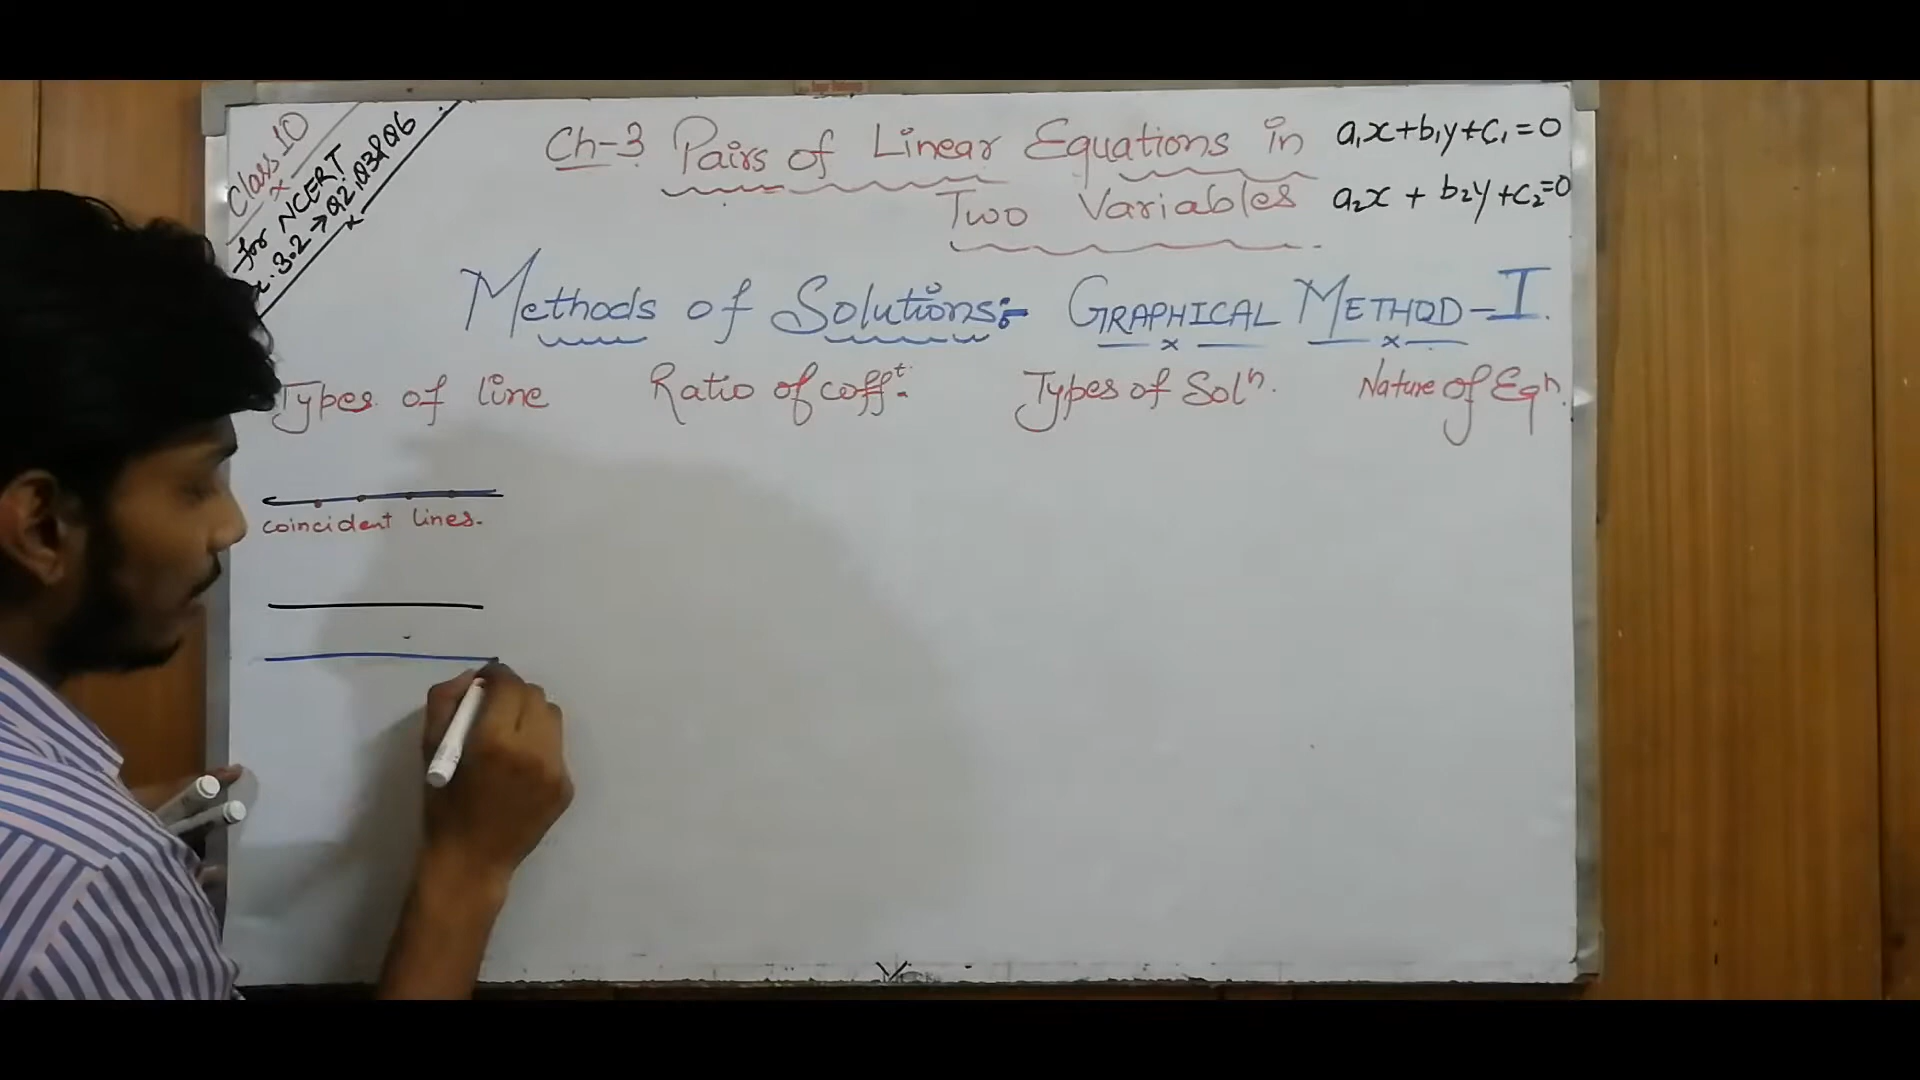 Class 10
for NCERT
3.2 → Q2, Q3 & Q6
Ch-3 Pairs of Linear Equations in
Two Variables
a₁x+b₁y+c₁=0
a₂x + b₂y+c₂=0
Methods of Solutions:- GRAPHICAL METHOD-I.
Types of line
Ratio of coffᵗ.
Types of Solⁿ.
Nature of Eqⁿ.
coincident lines.